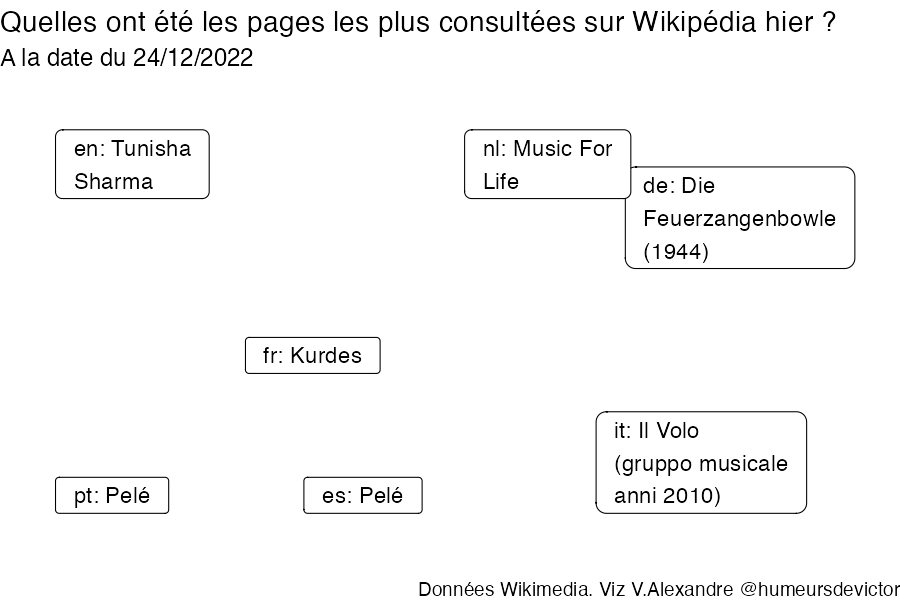 Quelles ont été les pages les plus consultées sur Wikipédia hier ?
A la date du 24/12/2022
en: Tunisha
Sharma
nl: Music For
Life
de: Die
Feuerzangenbowle
(1944)
fr: Kurdes
it: Il Volo
(gruppo musicale
anni 2010)
pt: Pelé
es: Pelé
Données Wikimedia. Viz V.Alexandre @humeursdevictor